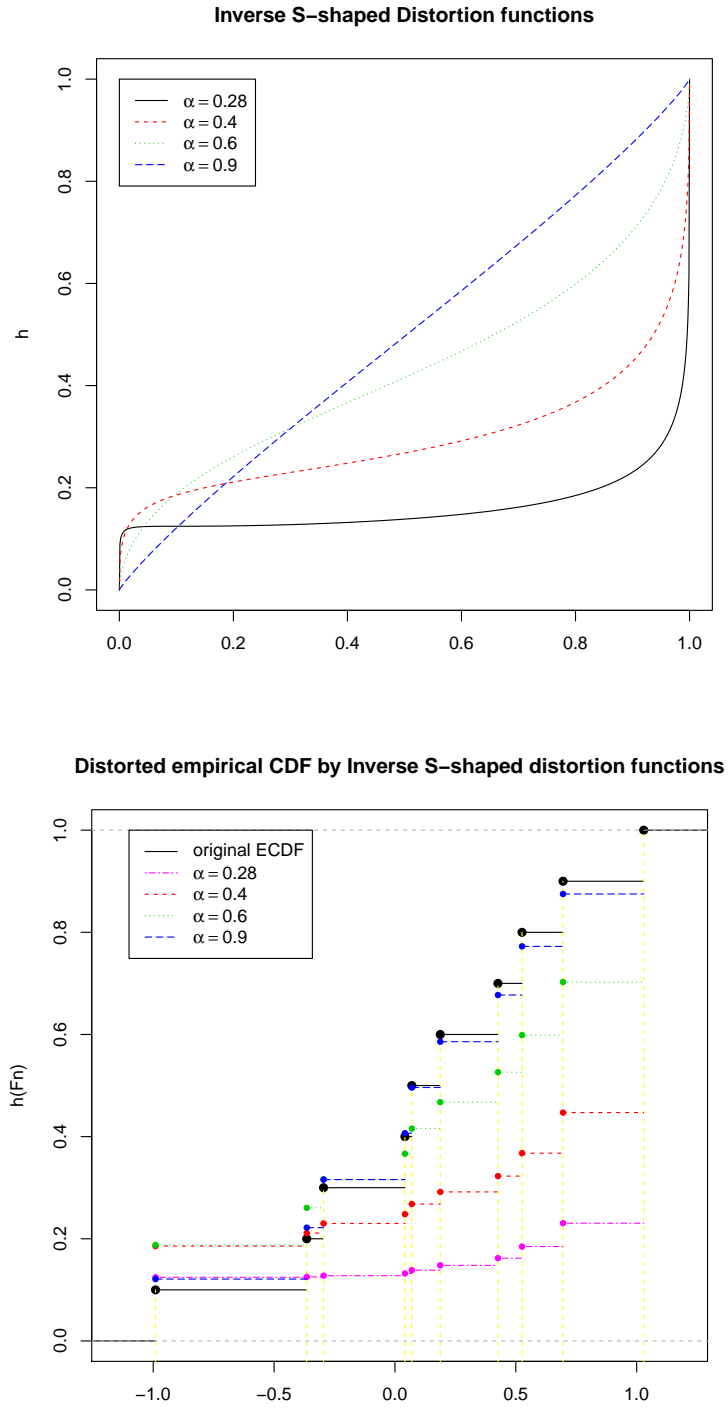 Inverse S−shaped Distortion functions
α = 0.28
α = 0.4
α = 0.6
α = 0.9
1.0
0.8
0.6
0.4
0.2
0.0
h
0.0 0.2 0.4 0.6 0.8 1.0
Distorted empirical CDF by Inverse S−shaped distortion functions
original ECDF
α = 0.28
α = 0.4
α = 0.6
α = 0.9
1.0
0.8
0.6
0.4
0.2
0.0
h(Fn)
−1.0 −0.5 0.0 0.5 1.0